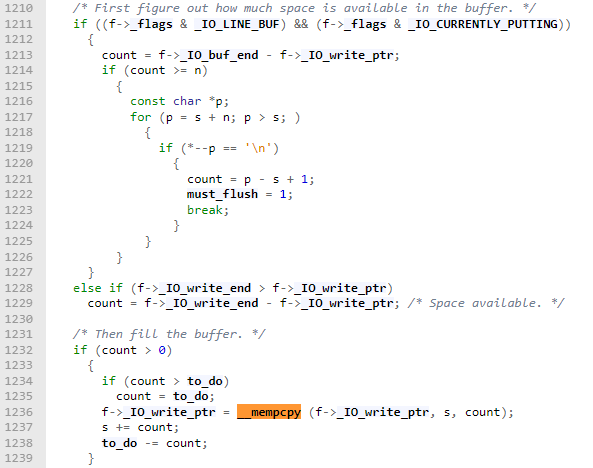 1210 /* First figure out how much space is available in the buffer. */
1211 if ((f->_flags & _IO_LINE_BUF) && (f->_flags & _IO_CURRENTLY_PUTTING))
1212 {
1213 count = f->_IO_buf_end - f->_IO_write_ptr;
1214 if (count >= n)
1215 {
1216 const char *p;
1217 for (p = s + n; p > s; )
1218 {
1219 if (*--p == '\n')
1220 {
1221 count = p - s + 1;
1222 must_flush = 1;
1223 break;
1224 }
1225 }
1226 }
1227 }
1228 else if (f->_IO_write_end > f->_IO_write_ptr)
1229 count = f->_IO_write_end - f->_IO_write_ptr; /* Space available. */
1230
1231 /* Then fill the buffer. */
1232 if (count > 0)
1233 {
1234 if (count > to_do)
1235 count = to_do;
1236 f->_IO_write_ptr = __mempcpy (f->_IO_write_ptr, s, count);
1237 s += count;
1238 to_do -= count;
1239 }